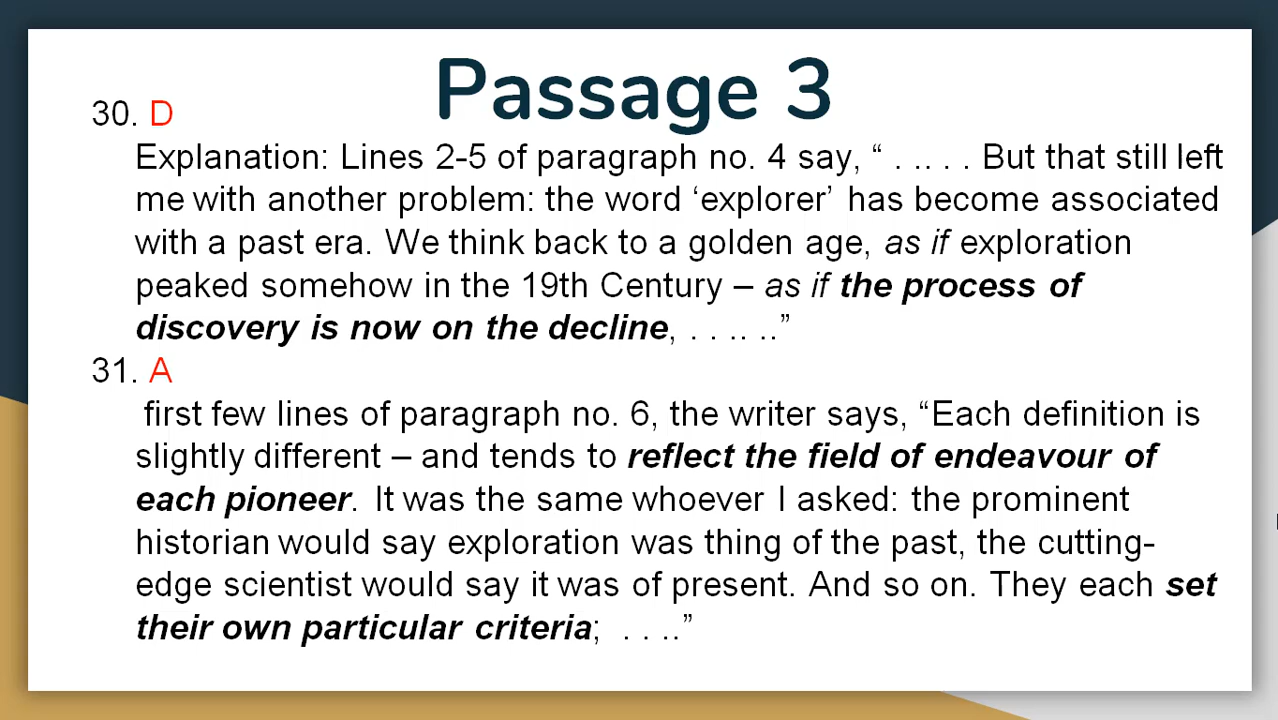 Passage 3
30. D
Explanation: Lines 2-5 of paragraph no. 4 say, “ . .. . . But that still left
me with another problem: the word ‘explorer’ has become associated
with a past era. We think back to a golden age, as if exploration
peaked somehow in the 19th Century – as if the process of
discovery is now on the decline, . . .. ..”
31. A
first few lines of paragraph no. 6, the writer says, “Each definition is
slightly different – and tends to reflect the field of endeavour of
each pioneer. It was the same whoever I asked: the prominent
historian would say exploration was thing of the past, the cutting-
edge scientist would say it was of present. And so on. They each set
their own particular criteria; . . ..”